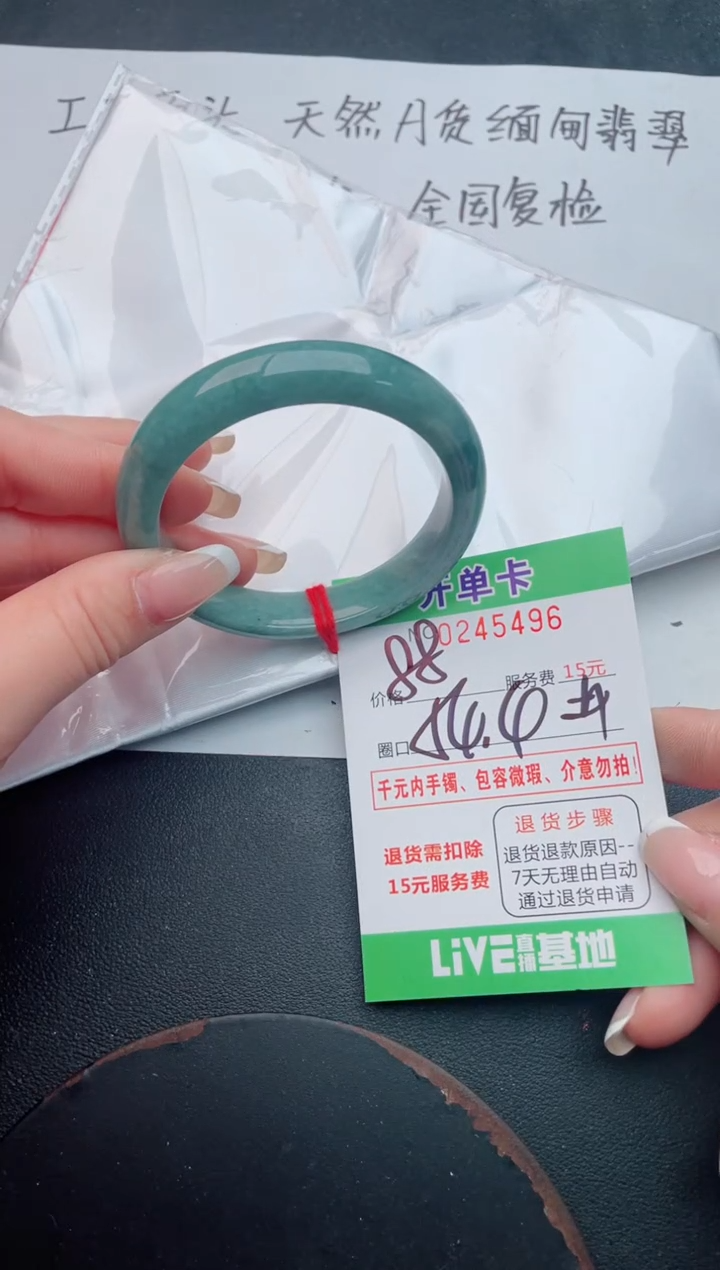 工 天然A货缅甸翡翠
全国复检
开单卡
NO0245496
价格 88 服务费 15元
圈口 56.6
千元内手镯、包容微瑕、介意勿拍!
退货需扣除
15元服务费
退货步骤
退货退款原因--
7天无理由自动
通过退货申请
LiVE直播基地